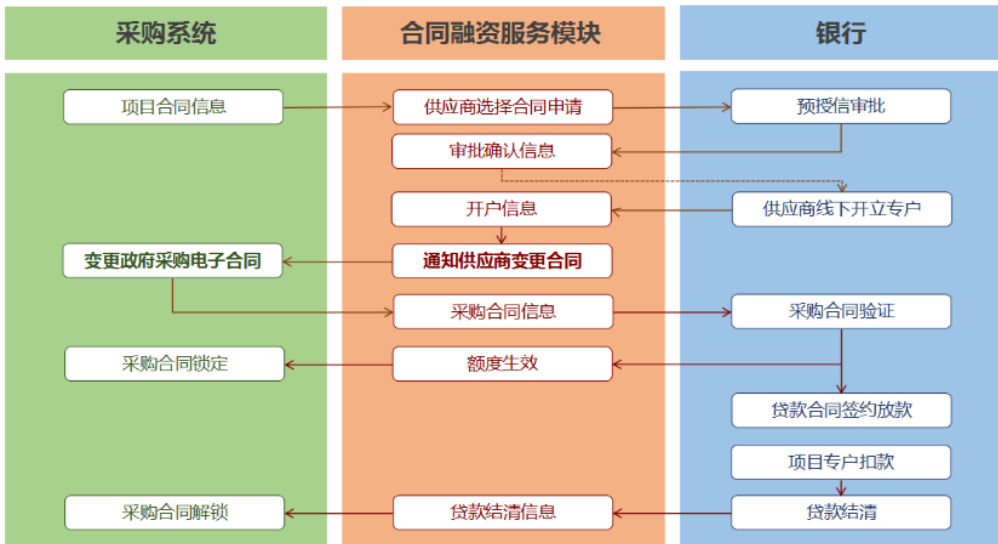 采购系统
合同融资服务模块
银行
项目合同信息
供应商选择合同申请
预授信审批
审批确认信息
开户信息
供应商线下开立专户
变更政府采购电子合同
通知供应商变更合同
采购合同信息
采购合同验证
采购合同锁定
额度生效
贷款合同签约放款
项目专户扣款
采购合同解锁
贷款结清信息
贷款结清